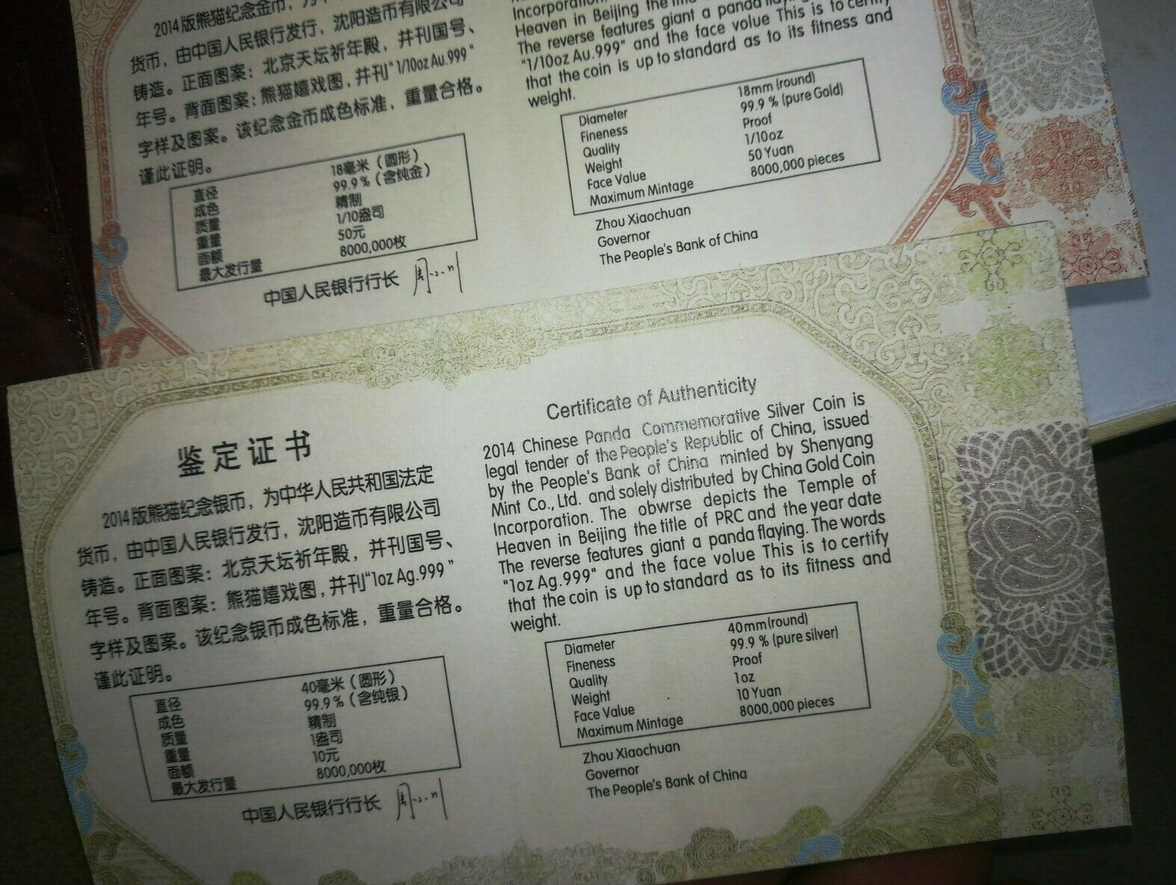 2014版熊猫纪念金币,为中
货币,由中国人民银行发行,沈阳造币有限公司
铸造。正面图案:北京天坛祈年殿,并刊国号、
年号。背面图案:熊猫嬉戏图,并刊“1/10oz Au.999”
字样及图案。该纪念金币成色标准,重量合格。
谨此证明。
直径 18毫米(圆形)
成色 99.9%(含纯金)
质量 精制
重量 1/10盎司
面额 50元
最大发行量 8000,000枚
中国人民银行行长
Incorporation.
Heaven in Beijing the title
The reverse features giant a panda flaying.
"1/10oz Au.999" and the face volue This is to certify
that the coin is up to standard as to its fitness and
weight.
Diameter 18mm (round)
Fineness 99.9 % (pure Gold)
Quality Proof
Weight 1/10oz
Face Value 50 Yuan
Maximum Mintage 8000,000 pieces
Zhou Xiaochuan
Governor
The People's Bank of China
鉴定证书
2014版熊猫纪念银币,为中华人民共和国法定
货币,由中国人民银行发行,沈阳造币有限公司
铸造。正面图案:北京天坛祈年殿,并刊国号、
年号。背面图案:熊猫嬉戏图,并刊“1oz Ag.999”
字样及图案。该纪念银币成色标准,重量合格。
谨此证明。
直径 40毫米(圆形)
成色 99.9%(含纯银)
质量 精制
重量 1盎司
面额 10元
最大发行量 8000,000枚
中国人民银行行长
Certificate of Authenticity
2014 Chinese Panda Commemorative Silver Coin is
legal tender of the People's Republic of China, issued
by the People's Bank of China minted by Shenyang
Mint Co., Ltd. and solely distributed by China Gold Coin
Incorporation. The obwrse depicts the Temple of
Heaven in Beijing the title of PRC and the year date
The reverse features giant a panda flaying. The words
"1oz Ag.999" and the face volue This is to certify
that the coin is up to standard as to its fitness and
weight.
Diameter 40mm(round)
Fineness 99.9 % (pure silver)
Quality Proof
Weight 1oz
Face Value 10 Yuan
Maximum Mintage 8000,000 pieces
Zhou Xiaochuan
Governor
The People's Bank of China